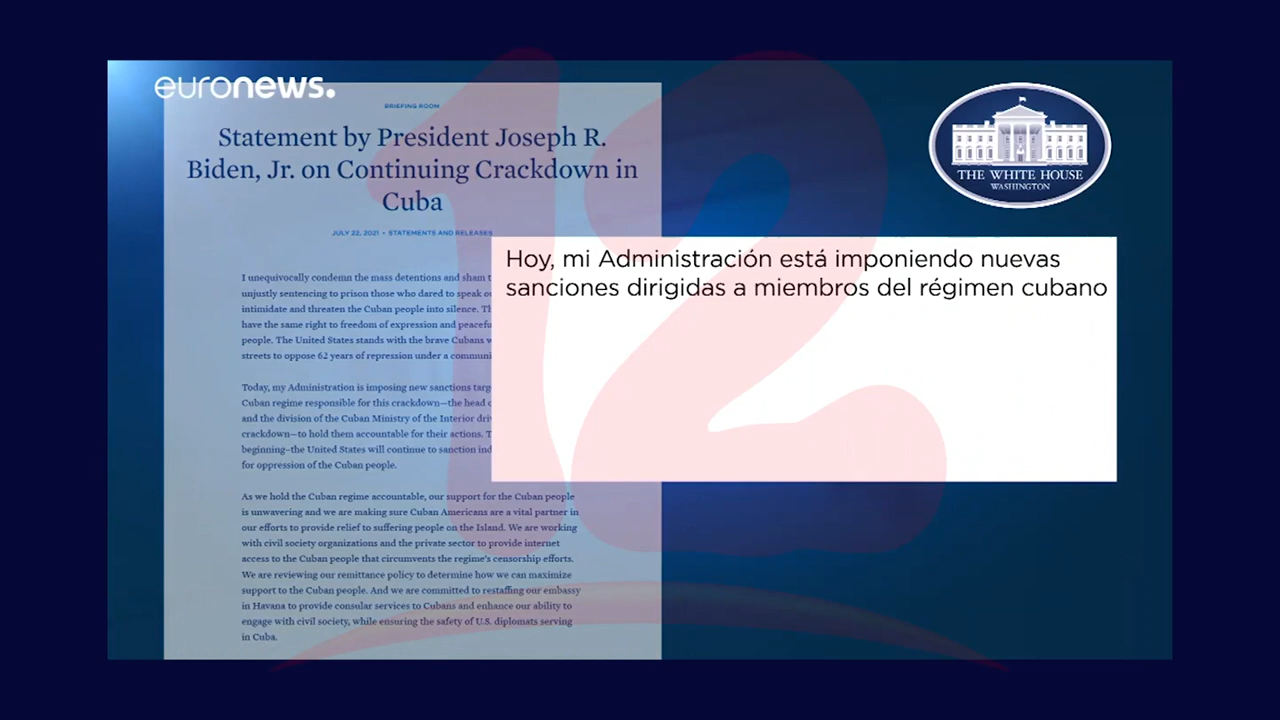 euronews.
BRIEFING ROOM
Statement by President Joseph R.
Biden, Jr. on Continuing Crackdown in
Cuba
JULY 22, 2021 • STATEMENTS AND RELEASES
I unequivocally condemn the mass detentions and sham
unjustly sentencing to prison those who dared to speak
intimidate and threaten the Cuban people into silence.
have the same right to freedom of expression and
people. The United States stands with the brave Cubans
streets to oppose 62 years of repression under a
Today, my Administration is imposing new sanctions
Cuban regime responsible for this crackdown—the head
and the division of the Cuban Ministry of the Interior
crackdown—to hold them accountable for their actions.
beginning–the United States will continue to sanction
for oppression of the Cuban people.
As we hold the Cuban regime accountable, our support for the Cuban people
is unwavering and we are making sure Cuban Americans are a vital partner in
our efforts to provide relief to suffering people on the Island. We are working
with civil society organizations and the private sector to provide internet
access to the Cuban people that circumvents the regime's censorship efforts.
We are reviewing our remittance policy to determine how we can maximize
support to the Cuban people. And we are committed to restaffing our embassy
in Havana to provide consular services to Cubans and enhance our ability to
engage with civil society, while ensuring the safety of U.S. diplomats serving
in Cuba.
THE WHITE HOUSE
WASHINGTON
Hoy, mi Administración está imponiendo nuevas
sanciones dirigidas a miembros del régimen cubano
12